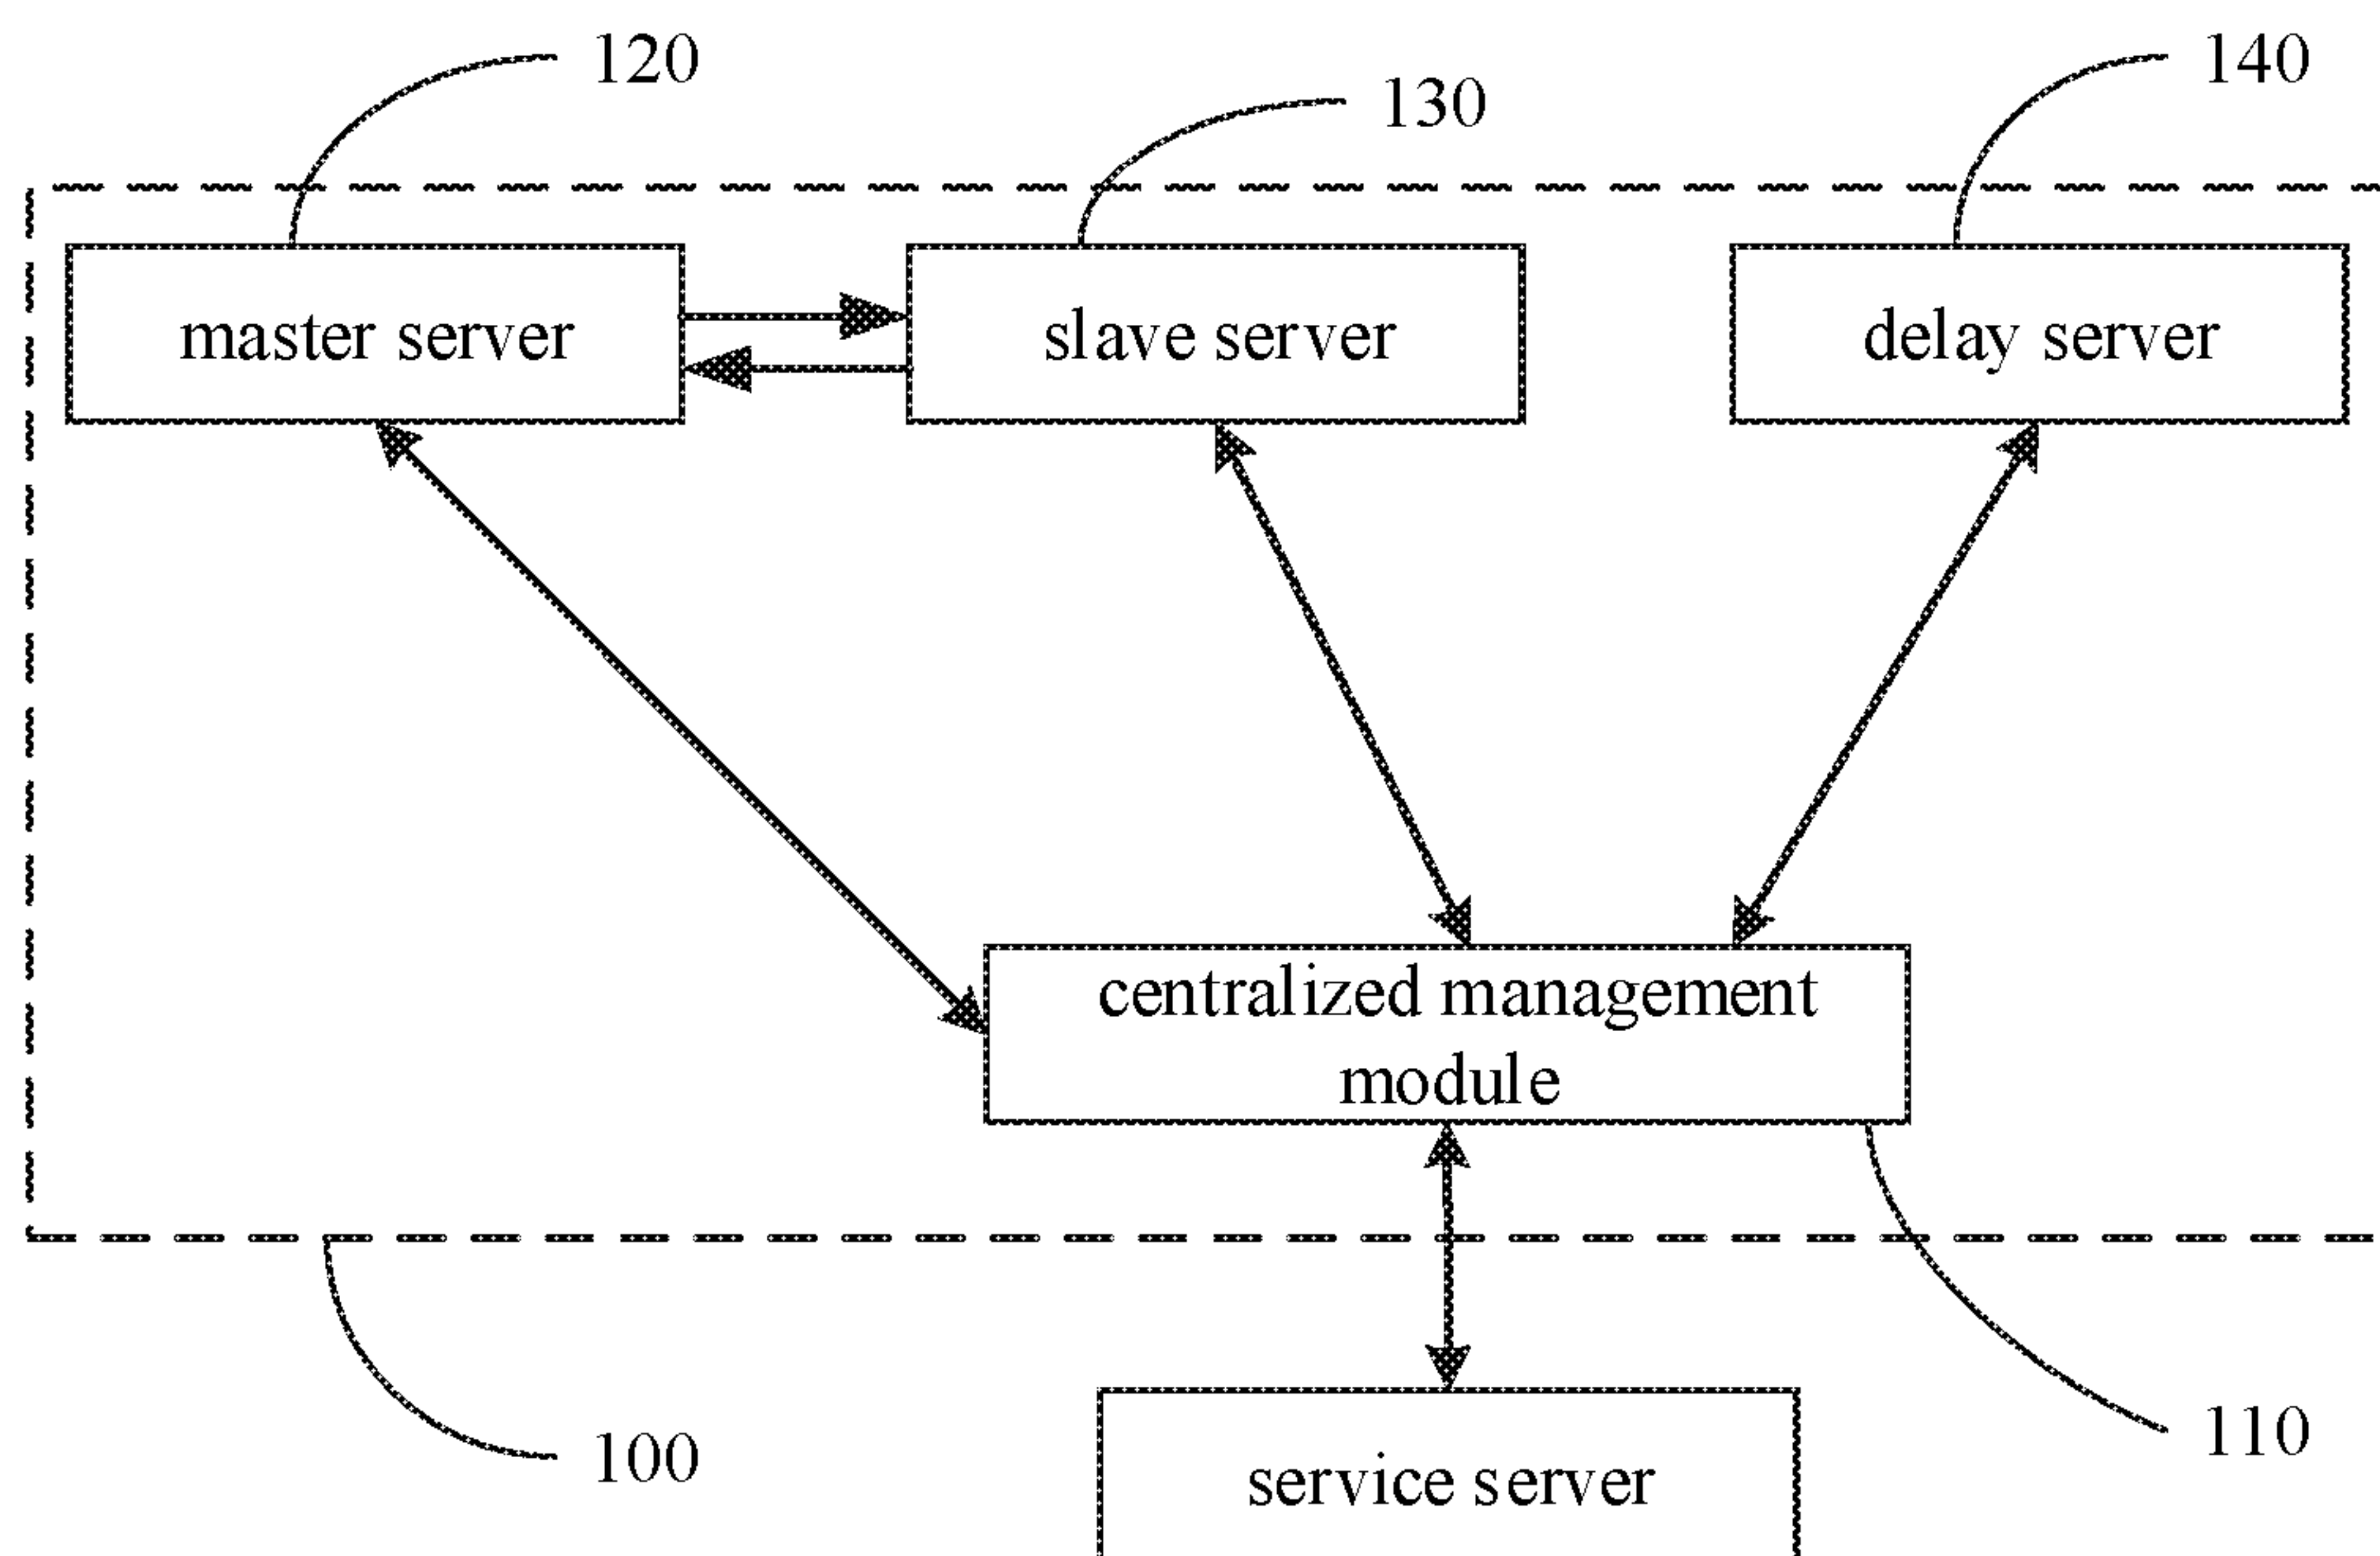 120
130
140
master server
slave server
delay server
centralized management
module
100
110
service server